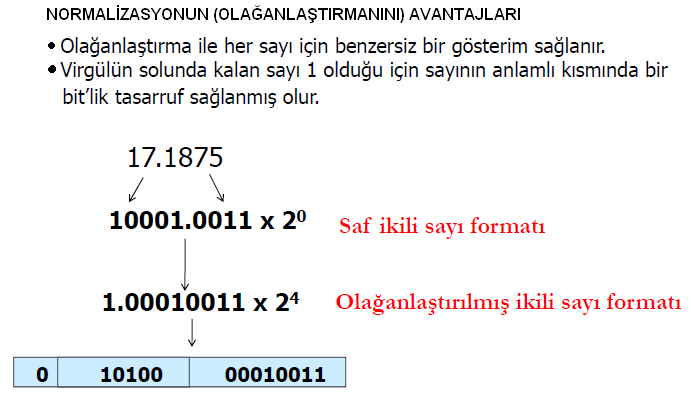 NORMALİZASYONUN (OLAĞANLAŞTIRMANINI) AVANTAJLARI
• Olağanlaştırma ile her sayı için benzersiz bir gösterim sağlanır.
• Virgülün solunda kalan sayı 1 olduğu için sayının anlamlı kısmında bir
bit’lik tasarruf sağlanmış olur.
17.1875
10001.0011 x 2⁰ Saf ikili sayı formatı
1.00010011 x 2⁴ Olağanlaştırılmış ikili sayı formatı
0 10100 00010011